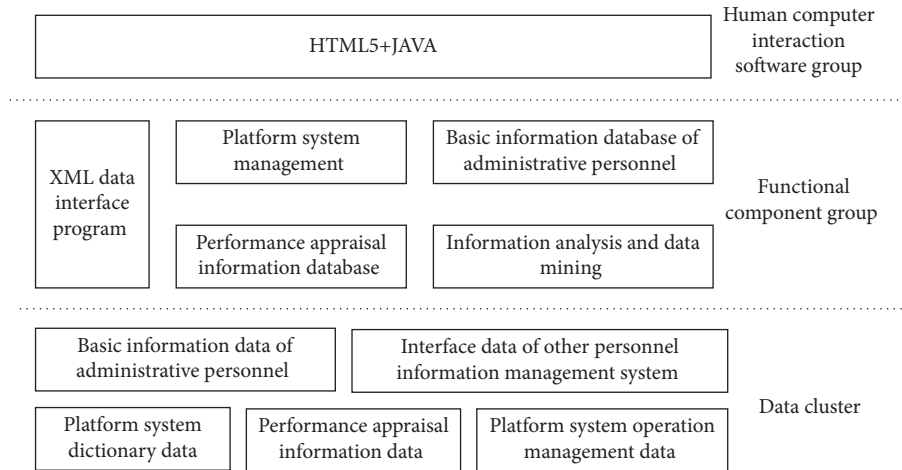 HTML5+JAVA
Human computer
interaction
software group
XML data
interface
program
Platform system
management
Basic information database of
administrative personnel
Performance appraisal
information database
Information analysis and data
mining
Functional
component group
Basic information data of
administrative personnel
Interface data of other personnel
information management system
Platform system
dictionary data
Performance appraisal
information data
Platform system operation
management data
Data cluster